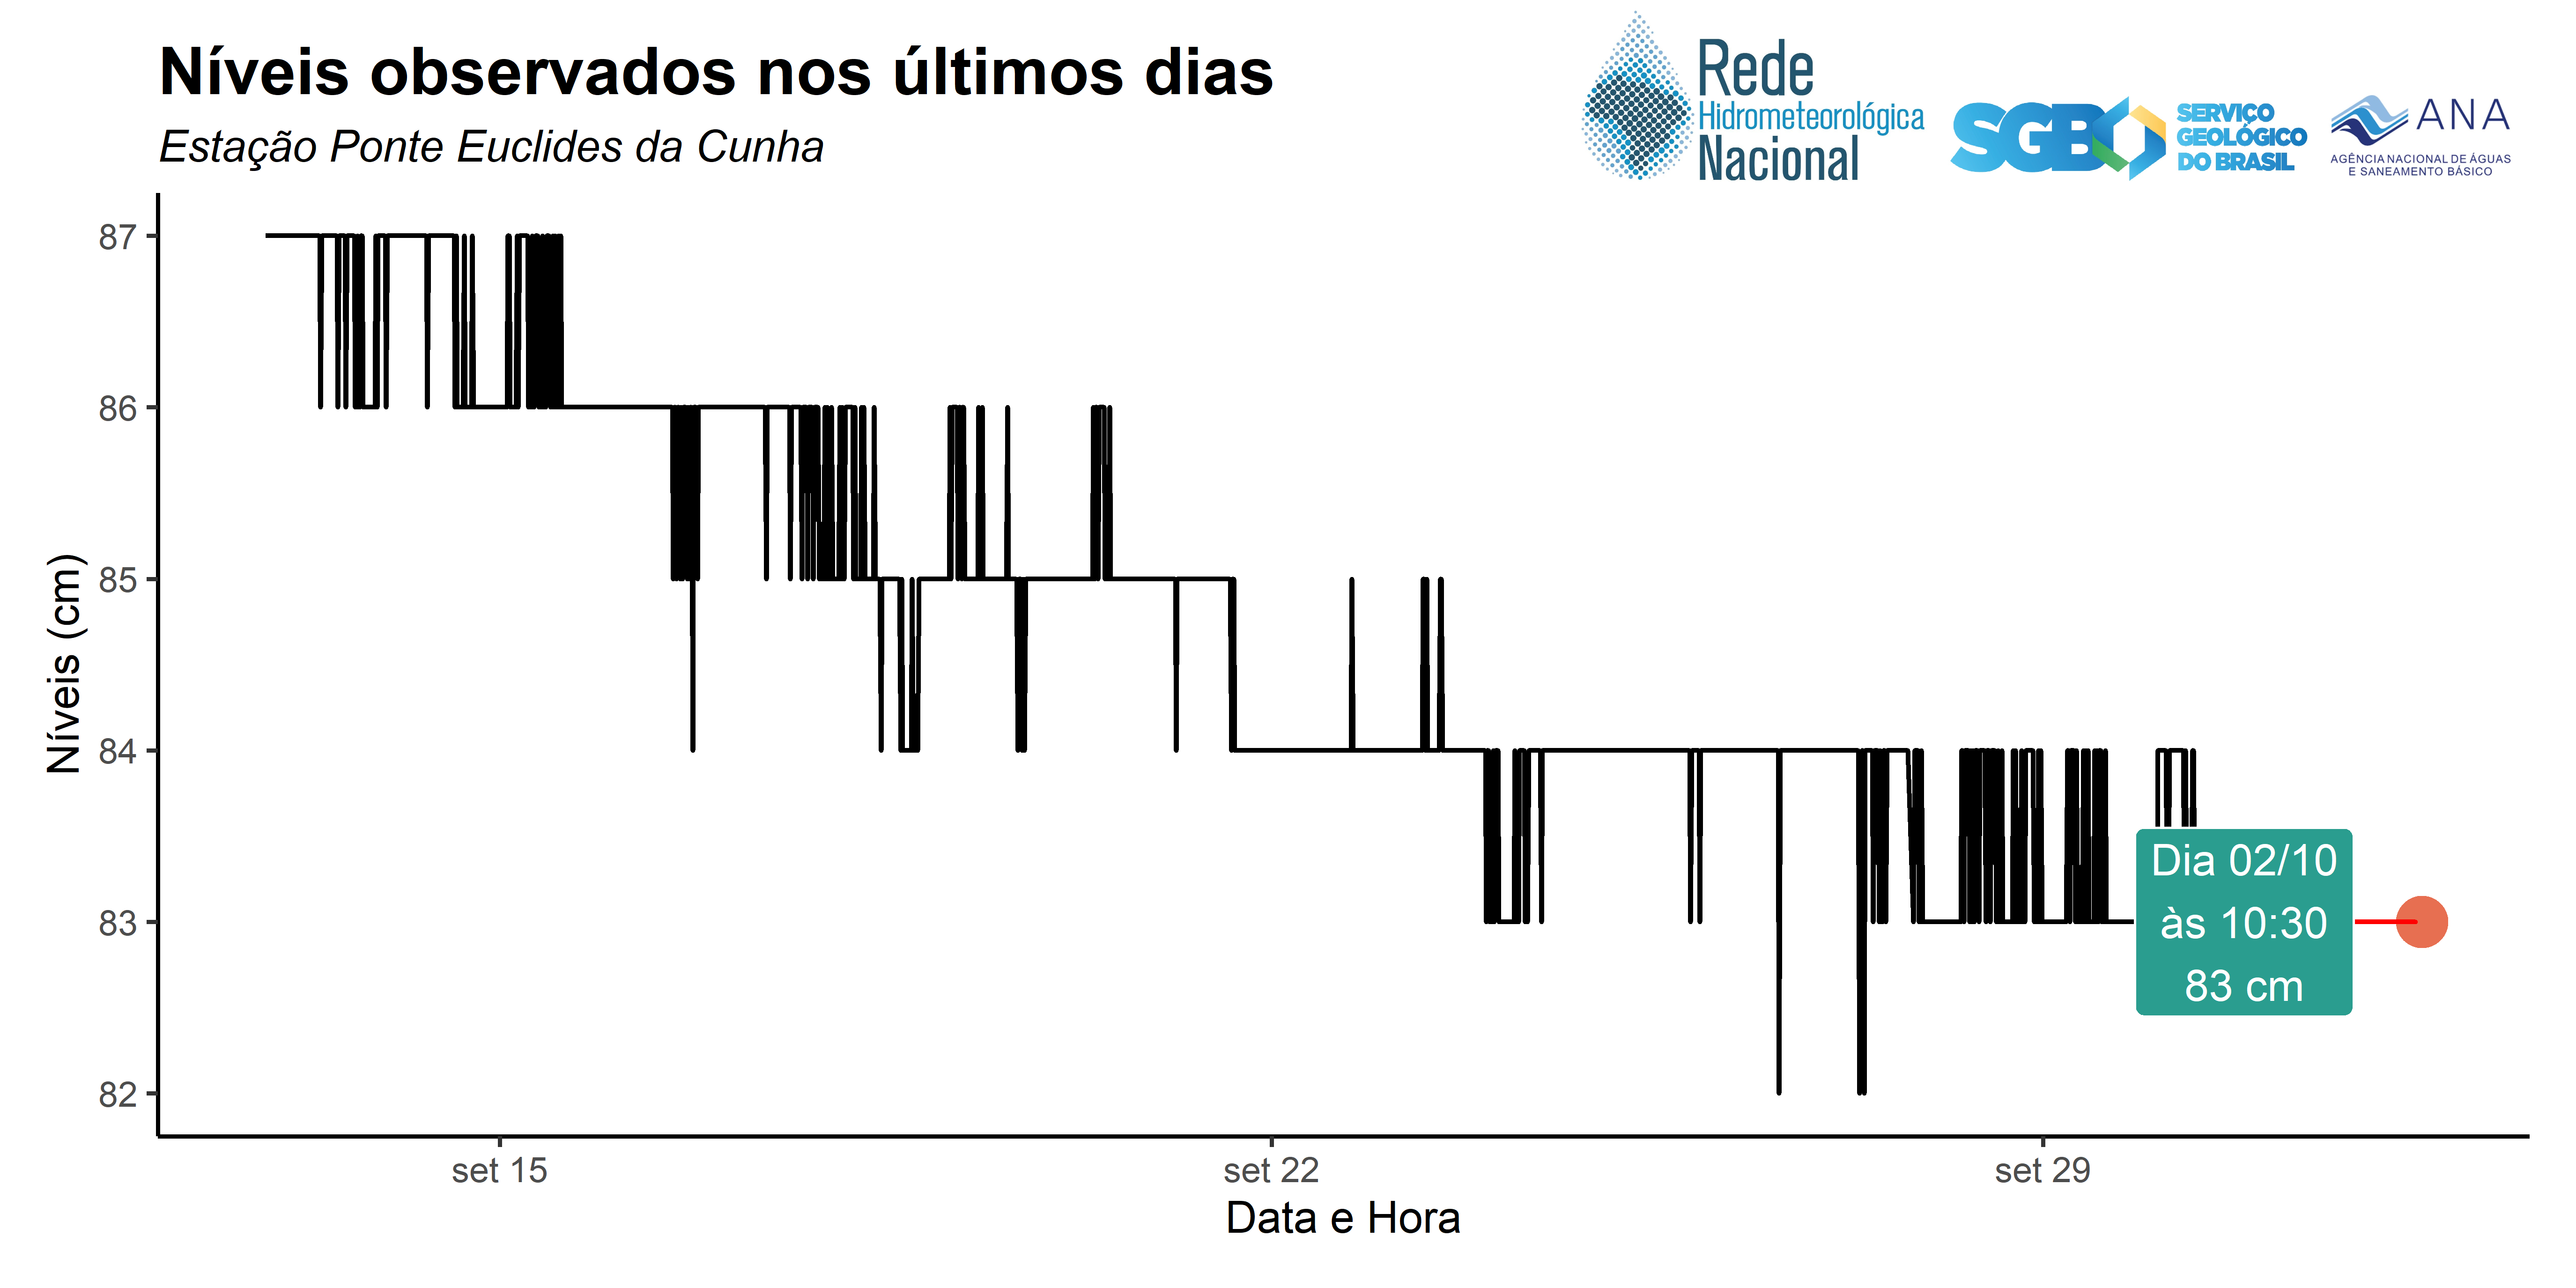 Níveis observados nos últimos dias
Estação Ponte Euclides da Cunha
Rede
Hidrometeorológica
Nacional
SGB
SERVIÇO
GEOLÓGICO
DO BRASIL
ANA
AGÊNCIA NACIONAL DE ÁGUAS
E SANEAMENTO BÁSICO
Níveis (cm)
87
86
85
84
83
82
Dia 02/10
às 10:30
83 cm
set 15
set 22
set 29
Data e Hora